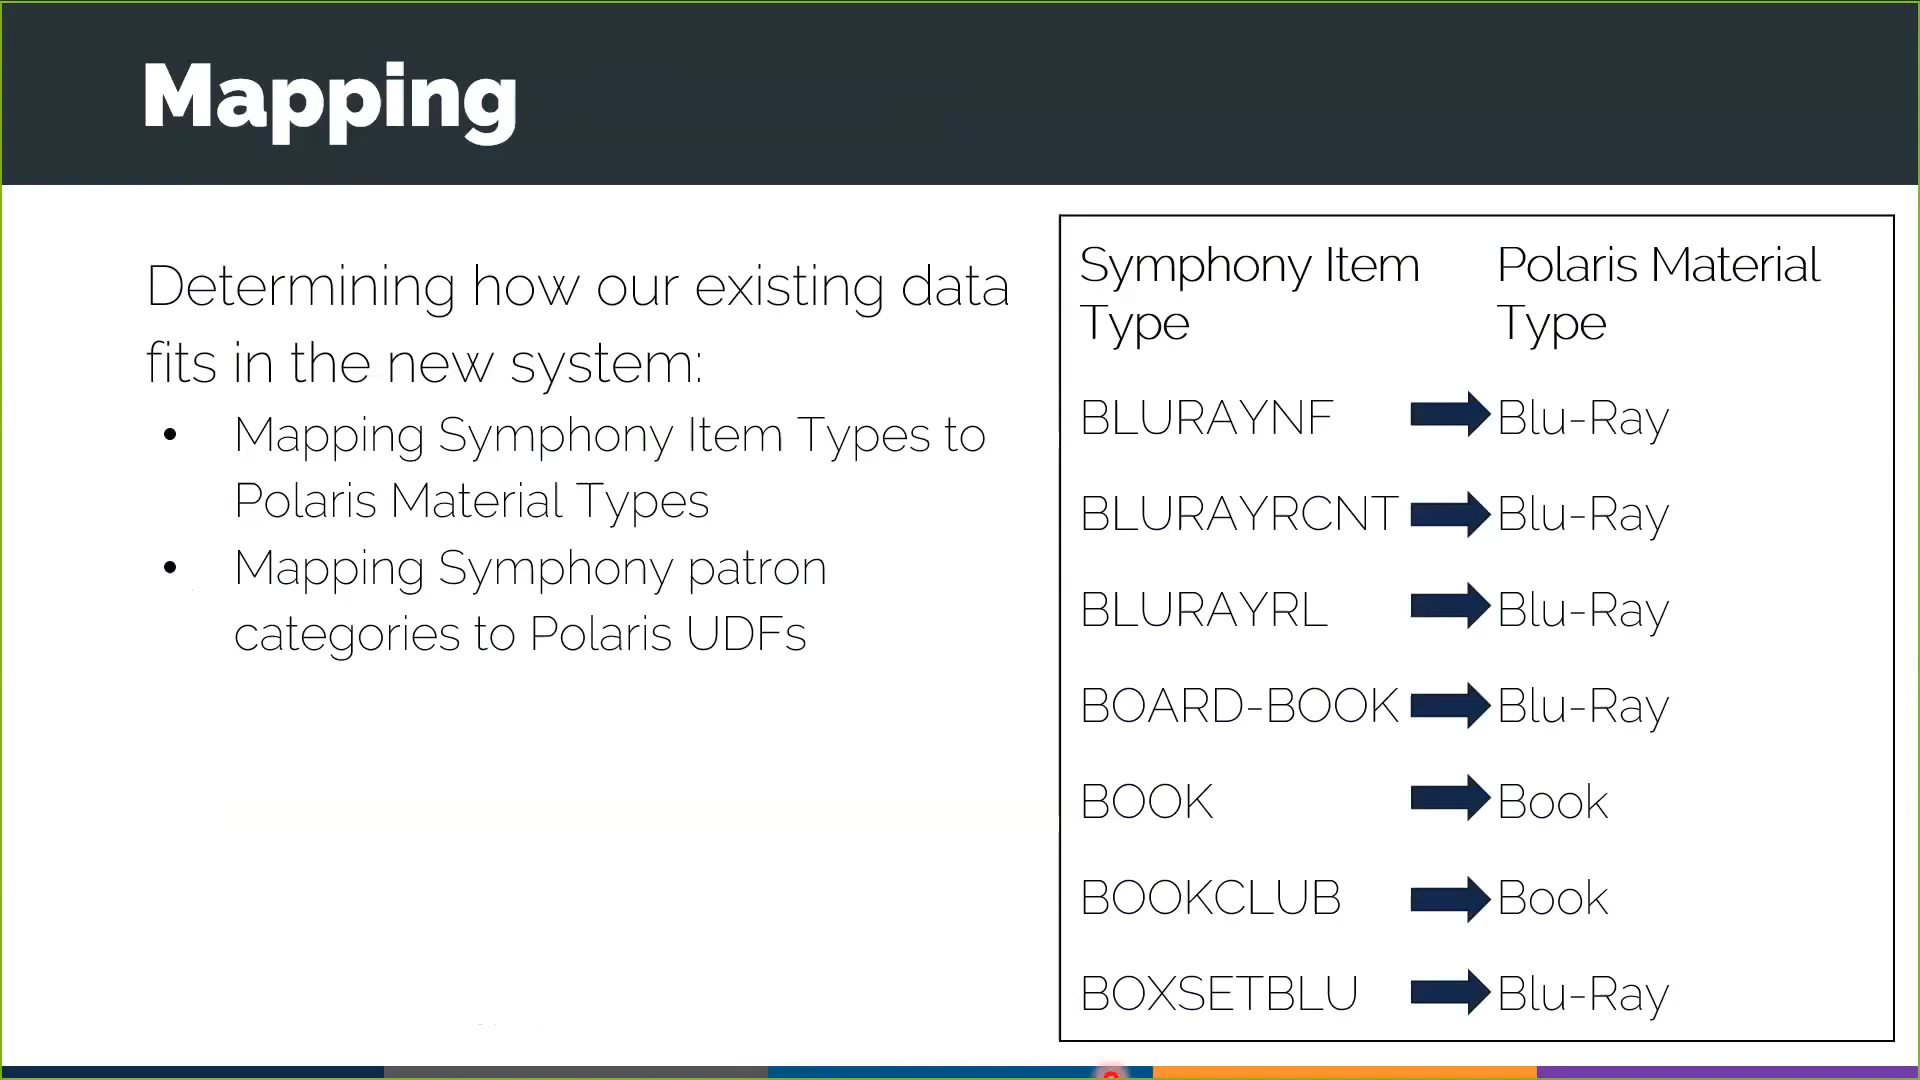 Mapping
Determining how our existing data
fits in the new system:
• Mapping Symphony Item Types to
Polaris Material Types
• Mapping Symphony patron
categories to Polaris UDFs
Symphony Item Type
Polaris Material Type
BLURAYNF Blu-Ray
BLURAYRCNT Blu-Ray
BLURAYRL Blu-Ray
BOARD-BOOK Blu-Ray
BOOK Book
BOOKCLUB Book
BOXSETBLU Blu-Ray